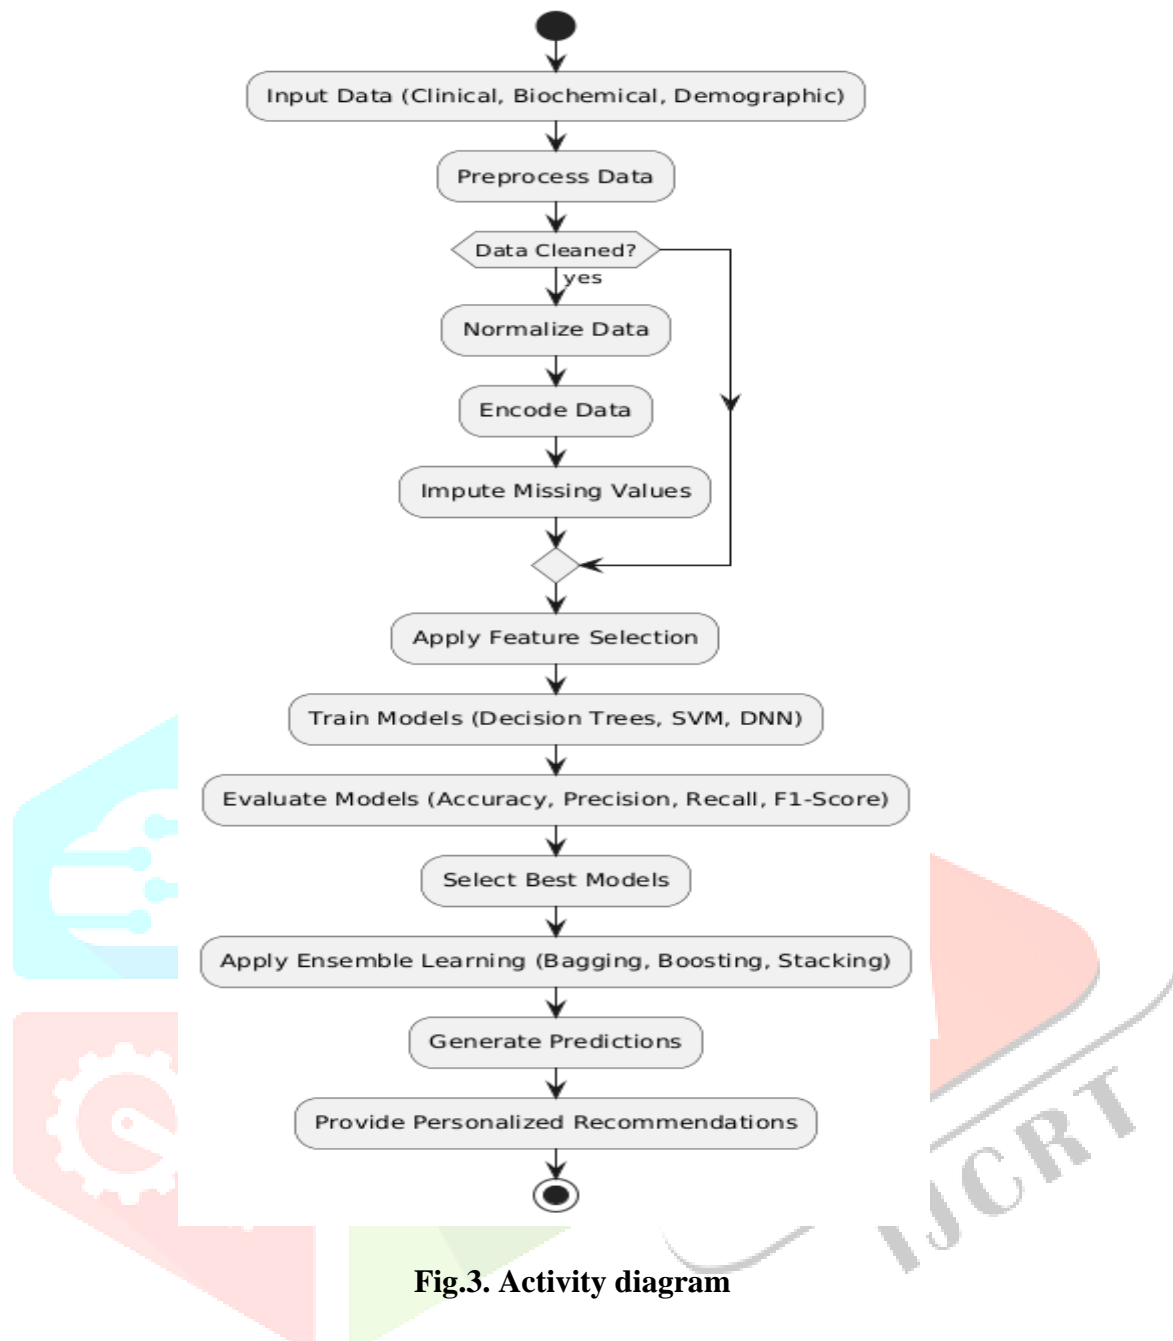 Input Data (Clinical, Biochemical, Demographic)
Preprocess Data
Data Cleaned?
yes
Normalize Data
Encode Data
Impute Missing Values
Apply Feature Selection
Train Models (Decision Trees, SVM, DNN)
Evaluate Models (Accuracy, Precision, Recall, F1-Score)
Select Best Models
Apply Ensemble Learning (Bagging, Boosting, Stacking)
Generate Predictions
Provide Personalized Recommendations
IJCRT
Fig.3. Activity diagram